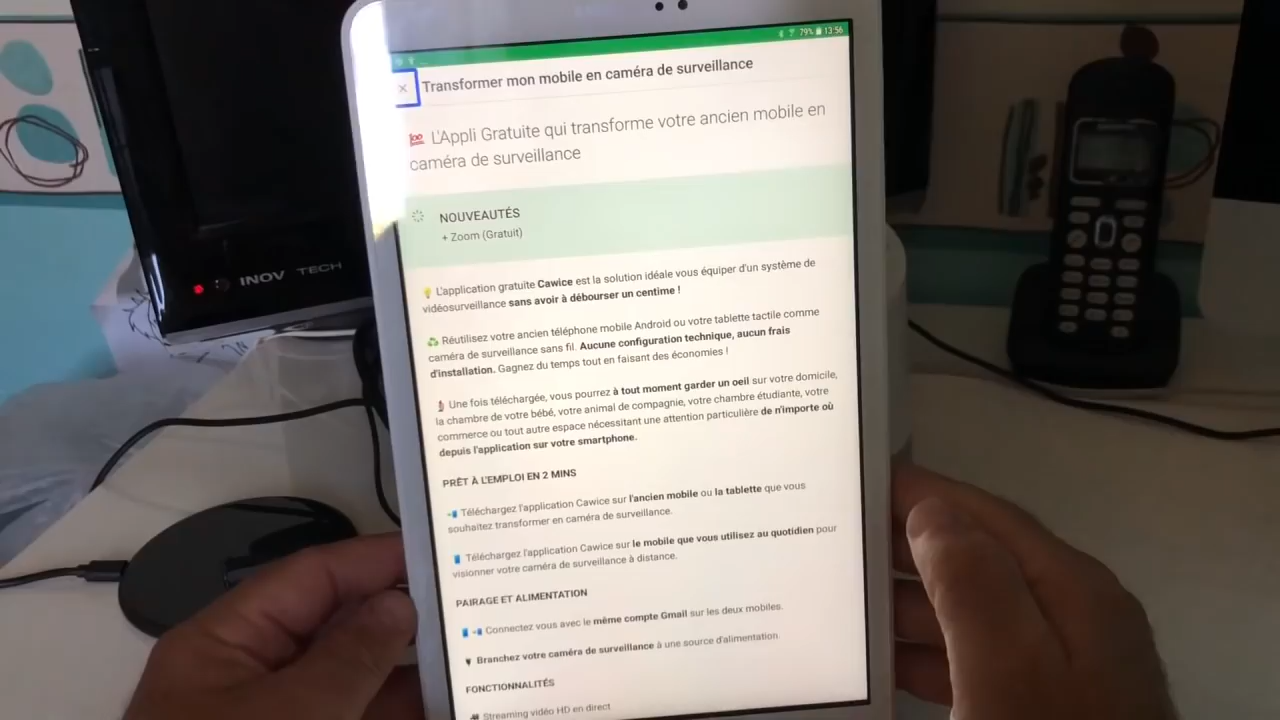 79% 13:56
Transformer mon mobile en caméra de surveillance
💯 L'Appli Gratuite qui transforme votre ancien mobile en
caméra de surveillance
NOUVEAUTÉS
+ Zoom (Gratuit)
💡 L'application gratuite Cawice est la solution idéale vous équiper d'un système de
vidéosurveillance sans avoir à débourser un centime !
♻️ Réutilisez votre ancien téléphone mobile Android ou votre tablette tactile comme
caméra de surveillance sans fil. Aucune configuration technique, aucun frais
d'installation. Gagnez du temps tout en faisant des économies !
Une fois téléchargée, vous pourrez à tout moment garder un oeil sur votre domicile,
la chambre de votre bébé, votre animal de compagnie, votre chambre étudiante, votre
commerce ou tout autre espace nécessitant une attention particulière de n'importe où
depuis l'application sur votre smartphone.
PRÊT À L'EMPLOI EN 2 MINS
📲 Téléchargez l'application Cawice sur l'ancien mobile ou la tablette que vous
souhaitez transformer en caméra de surveillance.
📱 Téléchargez l'application Cawice sur le mobile que vous utilisez au quotidien pour
visionner votre caméra de surveillance à distance.
PAIRAGE ET ALIMENTATION
📱📲 Connectez vous avec le même compte Gmail sur les deux mobiles.
Branchez votre caméra de surveillance à une source d'alimentation.
FONCTIONNALITÉS
🎥 Streaming vidéo HD en direct
INOV TECH